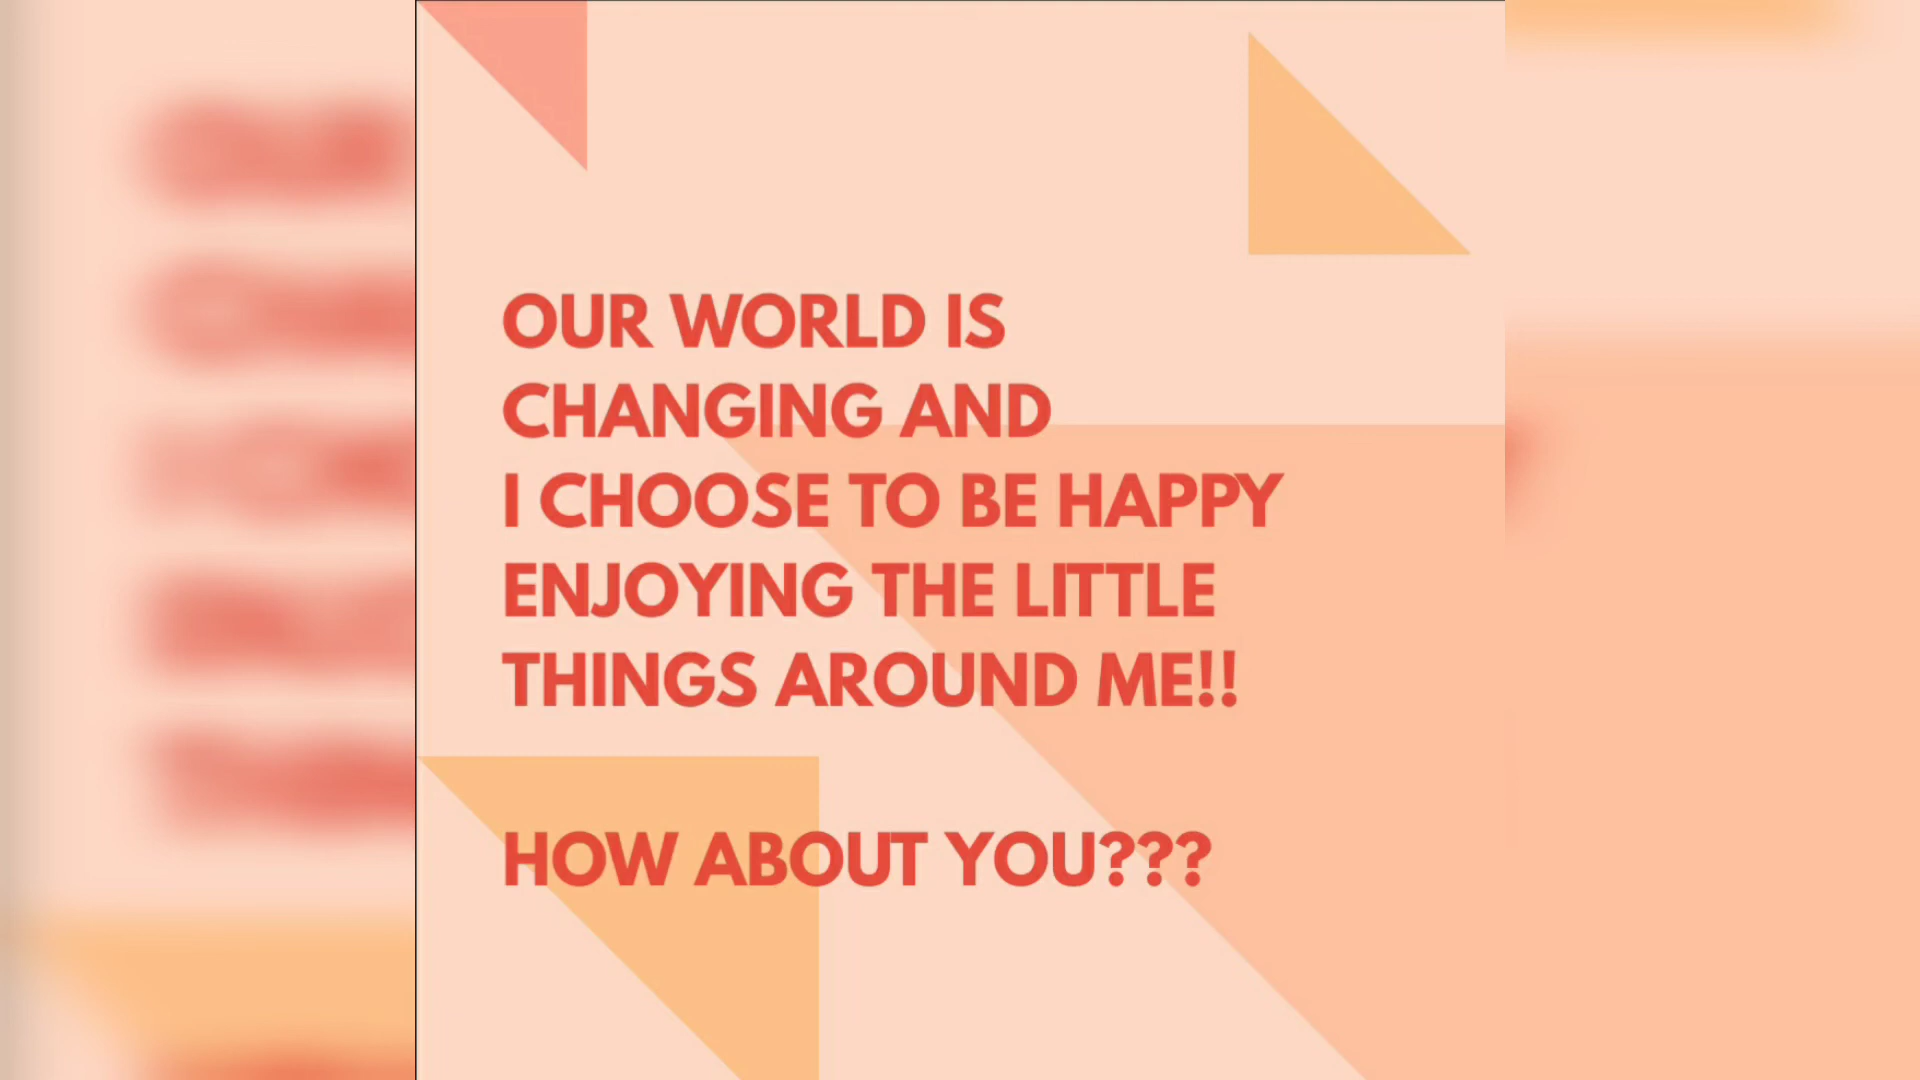 OUR WORLD IS
CHANGING AND
I CHOOSE TO BE HAPPY
ENJOYING THE LITTLE
THINGS AROUND ME!!
HOW ABOUT YOU???